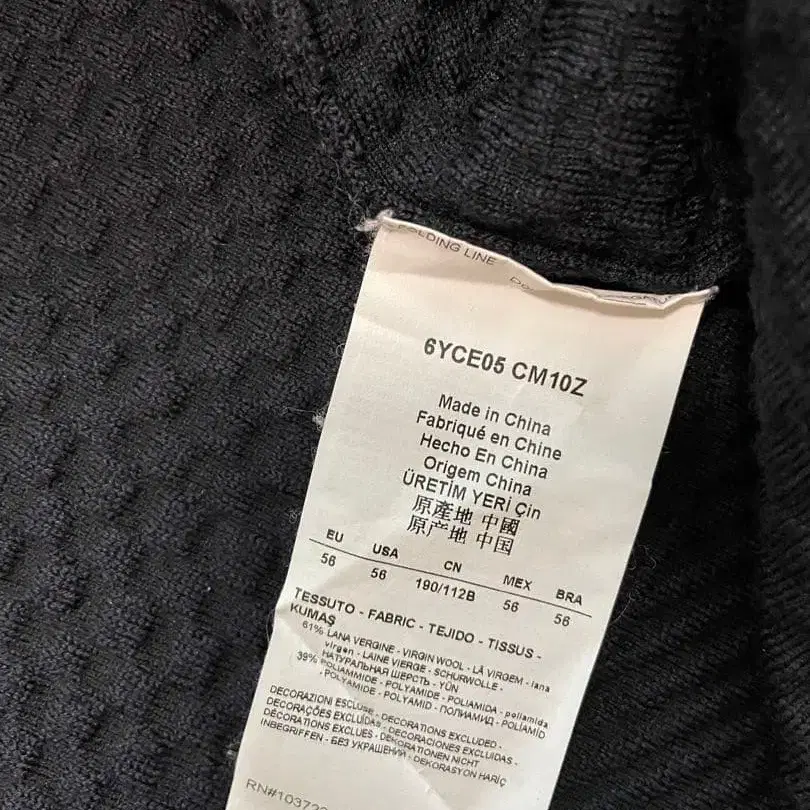 FOLDING LINE
6YCE05 CM10Z
Made in China
Fabriqué en Chine
Hecho En China
Origem China
ÜRETİM YERİ Çin
原產地 中國
原产地 中国
EU USA CN MEX BRA
56 56 190/112B 56 56
TESSUTO - FABRIC - TEJIDO - TISSUS -
KUMAŞ
61% LANA VERGINE - VIRGIN WOOL - LÃ VIRGEM - lana
virgen - LAINE VIERGE - SCHURWOLLE -
НАТУРАЛЬНАЯ ШЕРСТЬ - YÜN
39% POLIAMMIDE - POLYAMIDE - POLIAMIDA - poliamida
- POLYAMIDE - POLYAMID - ПОЛИАМИД - POLİAMİD
DECORAZIONI ESCLUSE - DECORATIONS EXCLUDED -
DECORAÇÕES EXCLUÍDAS - DECORACIONES EXCLUIDAS -
DÉCORATIONS EXCLUES - DEKORATIONEN NICHT
INBEGRIFFEN - БЕЗ УКРАШЕНИЙ - DEKORASYON HARİÇ